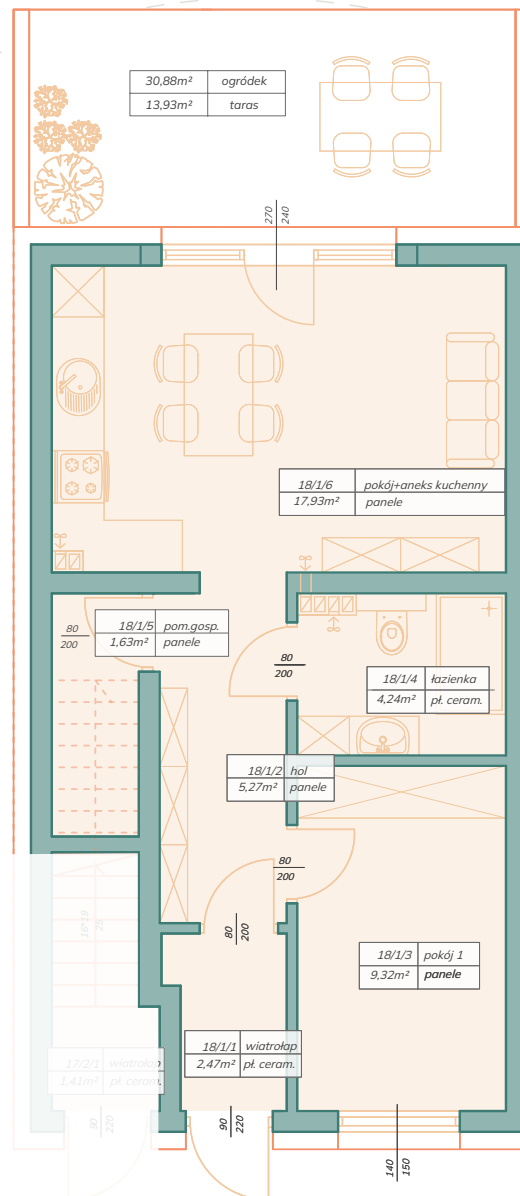 30,88m² ogródek
13,93m² taras
270
240
18/1/6 pokój+aneks kuchenny
17,93m² panele
80
200
18/1/5 pom.gosp.
1,63m² panele
80
200
18/1/4 łazienka
4,24m² pł. ceram.
18/1/2 hol
5,27m² panele
80
200
16*19
25
80
200
18/1/3 pokój 1
9,32m² panele
18/1/1 wiatrołap
2,47m² pł. ceram.
17/2/1 wiatrołap
1,41m² pł. ceram.
90
220
90
220
140
150